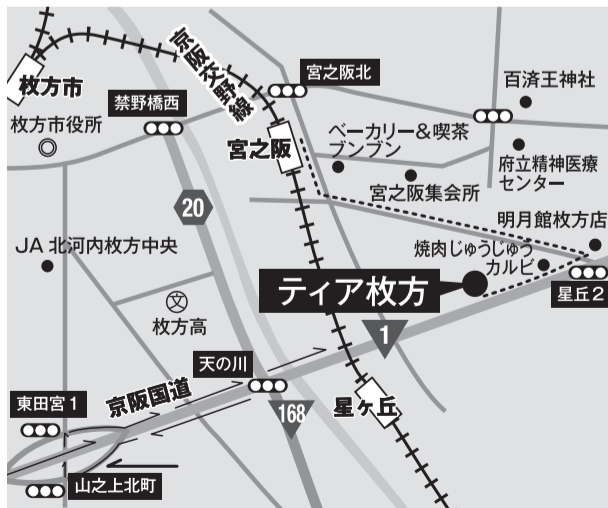 枚方市
京阪交野線
宮之阪北
百済王神社
禁野橋西
枚方市役所
宮之阪
ベーカリー&喫茶
ブンブン
府立精神医療
センター
宮之阪集会所
20
明月館枚方店
JA 北河内枚方中央
焼肉じゅうじゅう
カルビ
ティア枚方
星丘2
文
枚方高
1
天の川
京阪国道
東田宮1
168
星ヶ丘
山之上北町